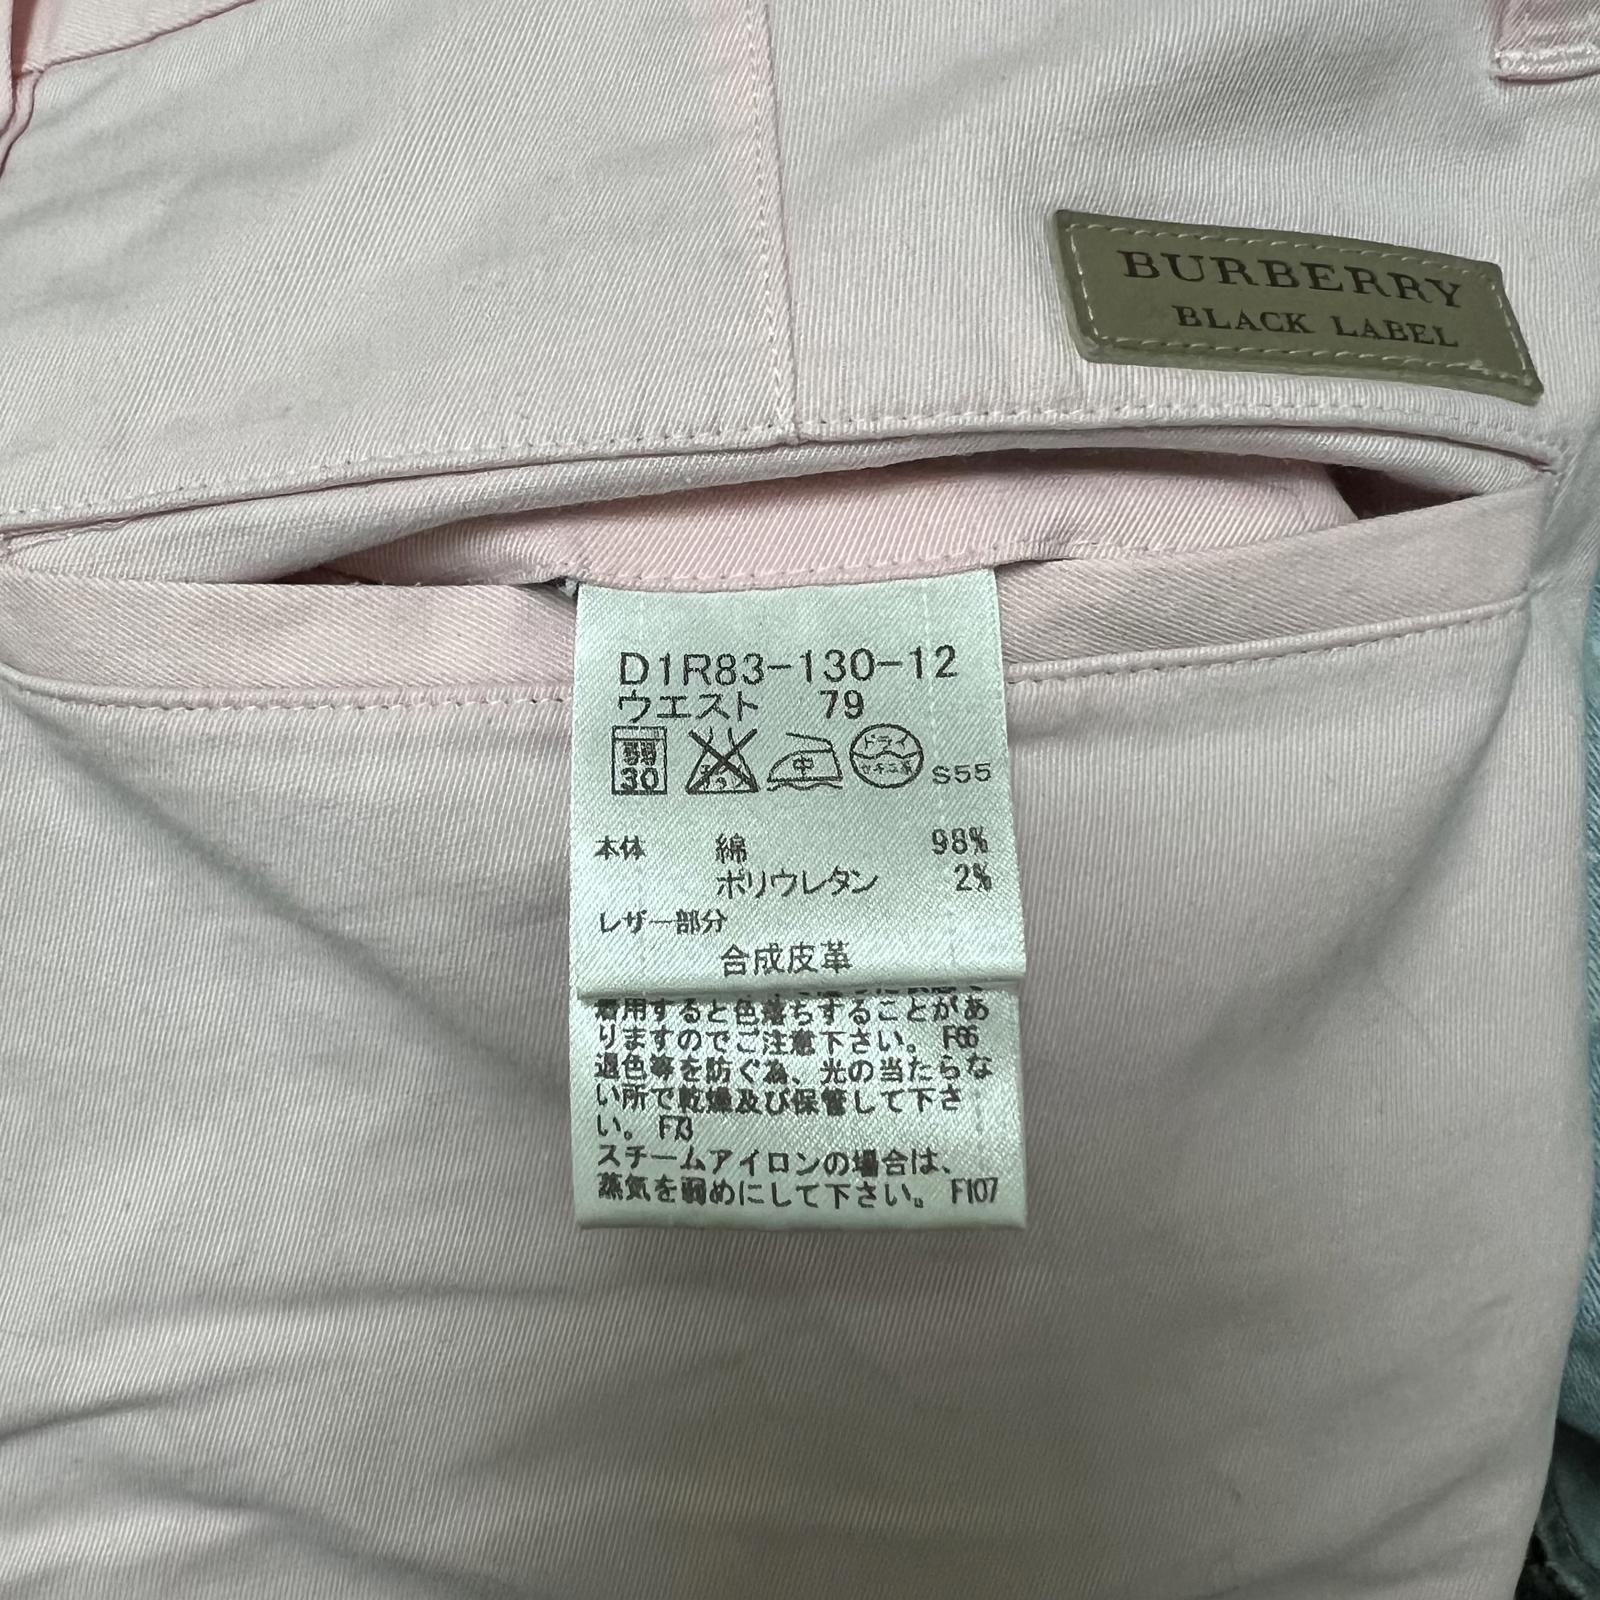 BURBERRY
BLACK LABEL
D1R83-130-12
ウエスト 79
弱 30 中 ドライ S55
本体 綿 98%
ポリウレタン 2%
レザー部分
合成皮革
着用すると色落ちすることがあ
りますのでご注意下さい。 F66
退色等を防ぐ為、光の当たらな
い所で乾燥及び保管して下さ
い。 F73
スチームアイロンの場合は、
蒸気を弱めにして下さい。 F107